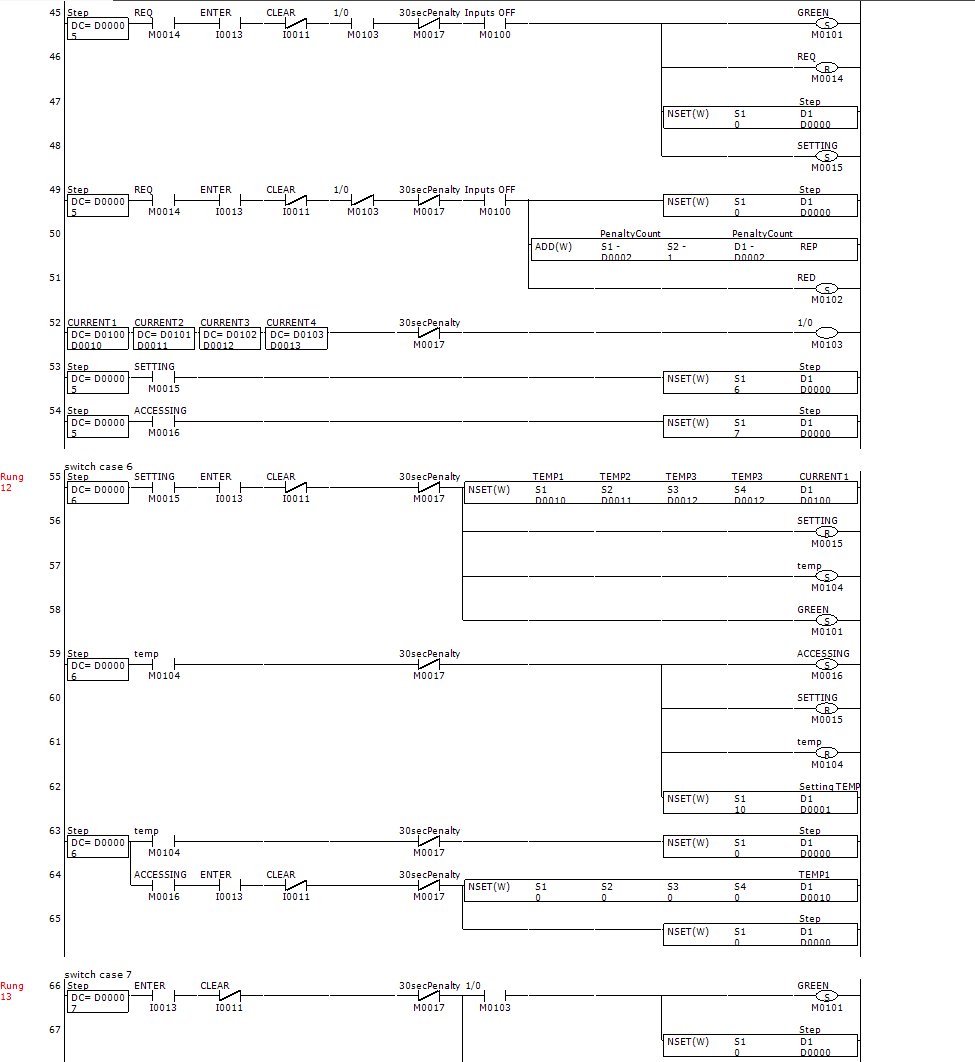 45 Step REQ ENTER CLEAR 1/0 30secPenalty Inputs OFF GREEN
DC= D0000 S
5 M0014 I0013 I0011 M0103 M0017 M0100 M0101
46 REQ
R
M0014
47 Step
NSET(W) S1 D1
0 D0000
48 SETTING
S
M0015
49 Step REQ ENTER CLEAR 1/0 30secPenalty Inputs OFF Step
DC= D0000 NSET(W) S1 D1
5 M0014 I0013 I0011 M0103 M0017 M0100 0 D0000
50 PenaltyCount PenaltyCount
ADD(W) S1 - S2 - D1 - REP
D0002 1 D0002
51 RED
S
M0102
52 CURRENT1 CURRENT2 CURRENT3 CURRENT4 30secPenalty 1/0
DC= D0100 DC= D0101 DC= D0102 DC= D0103
D0010 D0011 D0012 D0013 M0017 M0103
53 Step SETTING Step
DC= D0000 NSET(W) S1 D1
5 M0015 6 D0000
54 Step ACCESSING Step
DC= D0000 NSET(W) S1 D1
5 M0016 7 D0000
switch case 6
Rung 55 Step SETTING ENTER CLEAR 30secPenalty TEMP1 TEMP2 TEMP3 TEMP3 CURRENT1
12 DC= D0000 NSET(W) S1 S2 S3 S4 D1
6 M0015 I0013 I0011 M0017 D0010 D0011 D0012 D0012 D0100
56 SETTING
R
M0015
57 temp
S
M0104
58 GREEN
S
M0101
59 Step temp 30secPenalty ACCESSING
DC= D0000 S
6 M0104 M0017 M0016
60 SETTING
R
M0015
61 temp
R
M0104
62 Setting TEMP
NSET(W) S1 D1
10 D0001
63 Step temp 30secPenalty Step
DC= D0000 NSET(W) S1 D1
6 M0104 M0017 0 D0000
64 ACCESSING ENTER CLEAR 30secPenalty TEMP1
NSET(W) S1 S2 S3 S4 D1
M0016 I0013 I0011 M0017 0 0 0 0 D0010
65 Step
NSET(W) S1 D1
0 D0000
switch case 7
Rung 66 Step ENTER CLEAR 30secPenalty 1/0 GREEN
13 DC= D0000 S
7 I0013 I0011 M0017 M0103 M0101
67 Step
NSET(W) S1 D1
0 D0000